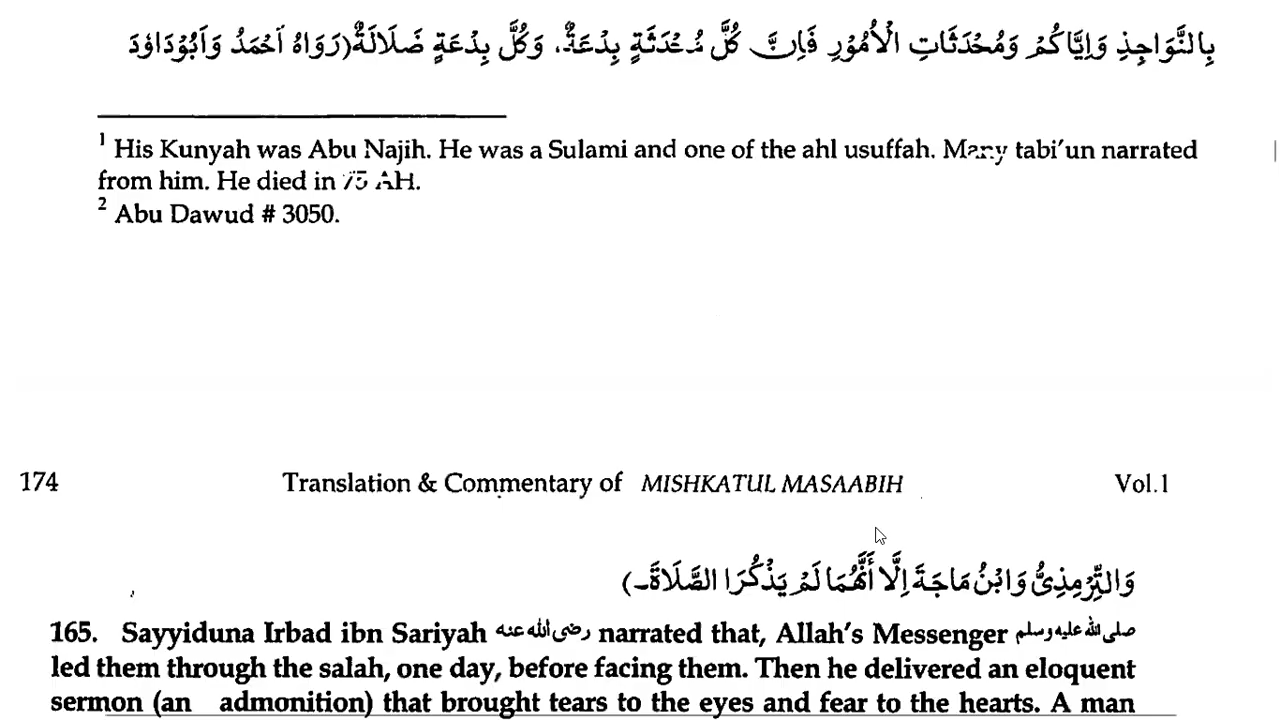 بِالنَّوَاجِذِ وَإِيَّاكُمْ وَمُحْدَثَاتِ الْأُمُوْرِ فَإِنَّ كُلَّ مُحْدَثَةٍ بِدْعَةٌ، وَكُلَّ بِدْعَةٍ ضَلَالَةٌ(رَوَاهُ اَحْمَدُ وَاَبُوْدَاوٗدَ
1 His Kunyah was Abu Najih. He was a Sulami and one of the ahl usuffah. Many tabi'un narrated
from him. He died in 75 AH.
2 Abu Dawud # 3050.
174 Translation & Commentary of MISHKATUL MASAABIH Vol.1
وَالتِّرْمِذِيُّ وَابْنُ مَاجَةَ إِلَّا أَنَّهُمَا لَمْ يَذْكُرَا الصَّلَاةَ۔)
165. Sayyiduna Irbad ibn Sariyah رضی الله عنه narrated that, Allah's Messenger صلی الله علیه وسلم
led them through the salah, one day, before facing them. Then he delivered an eloquent
sermon (an admonition) that brought tears to the eyes and fear to the hearts. A man